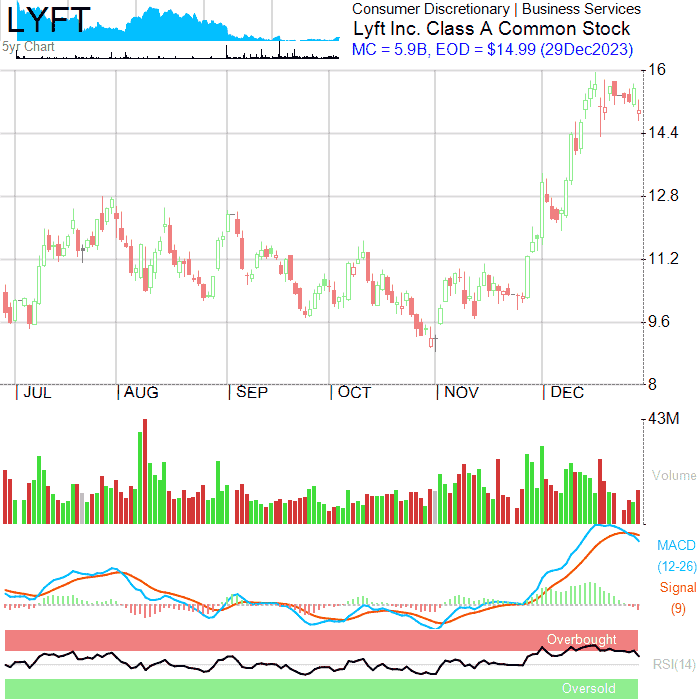 LYFT
5yr Chart
Consumer Discretionary | Business Services
Lyft Inc. Class A Common Stock
MC = 5.9B, EOD = $14.99 (29Dec2023)
16
14.4
12.8
11.2
9.6
8
JUL AUG SEP OCT NOV DEC
43M
Volume
MACD
(12-26)
Signal
(9)
Overbought
RSI(14)
Oversold